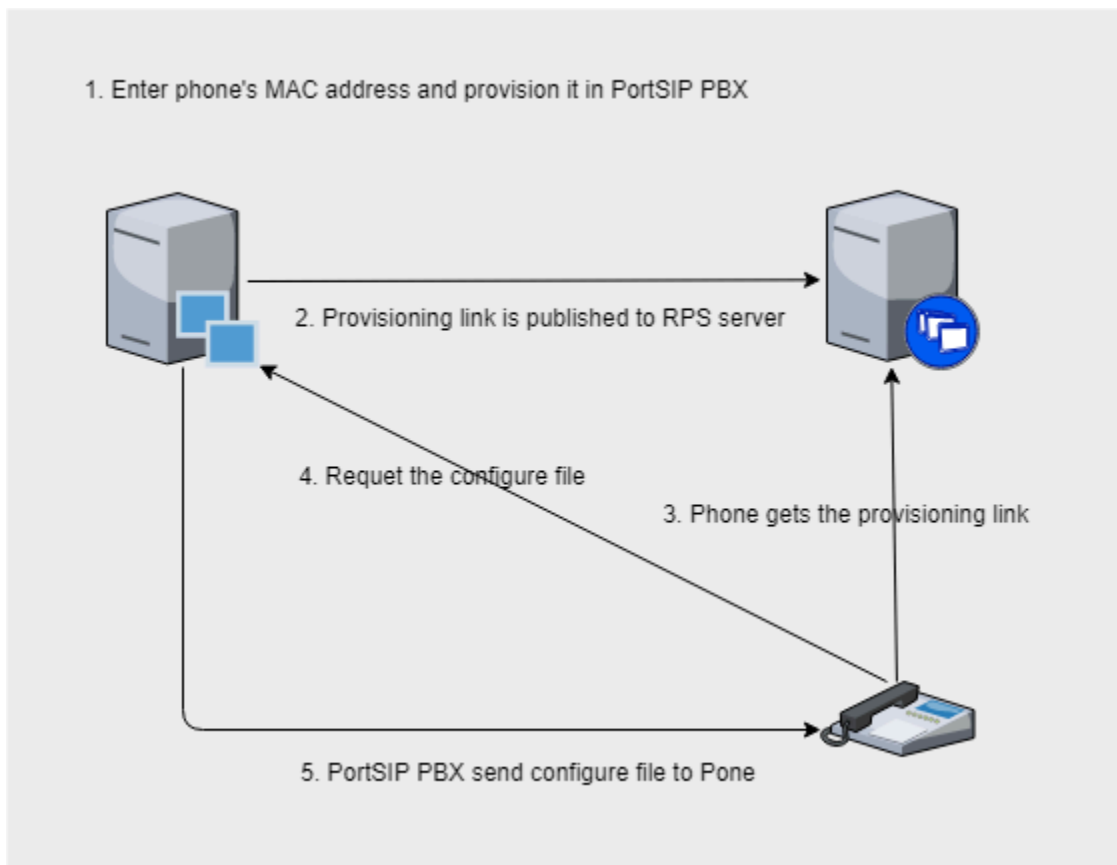 1. Enter phone's MAC address and provision it in PortSIP PBX
2. Provisioning link is published to RPS server
4. Requet the configure file
3. Phone gets the provisioning link
5. PortSIP PBX send configure file to Pone